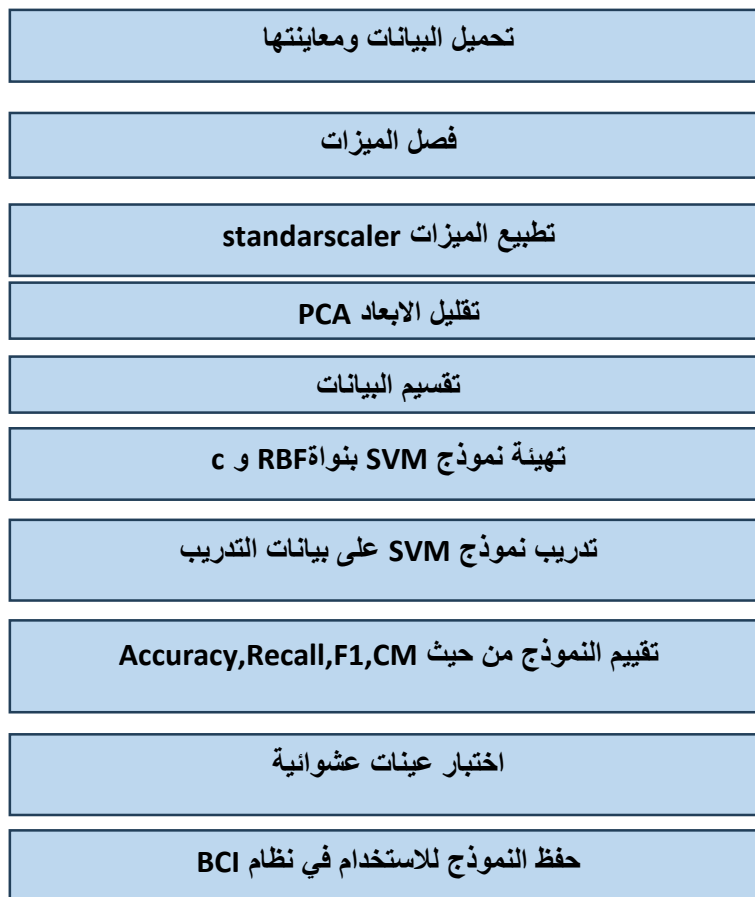 تحميل البيانات ومعاينتها
فصل الميزات
تطبيع الميزات standarscaler
تقليل الابعاد PCA
تقسيم البيانات
تهيئة نموذج SVM بنواةRBF و c
تدريب نموذج SVM على بيانات التدريب
تقييم النموذج من حيث Accuracy,Recall,F1,CM
اختبار عينات عشوائية
حفظ النموذج للاستخدام في نظام BCI